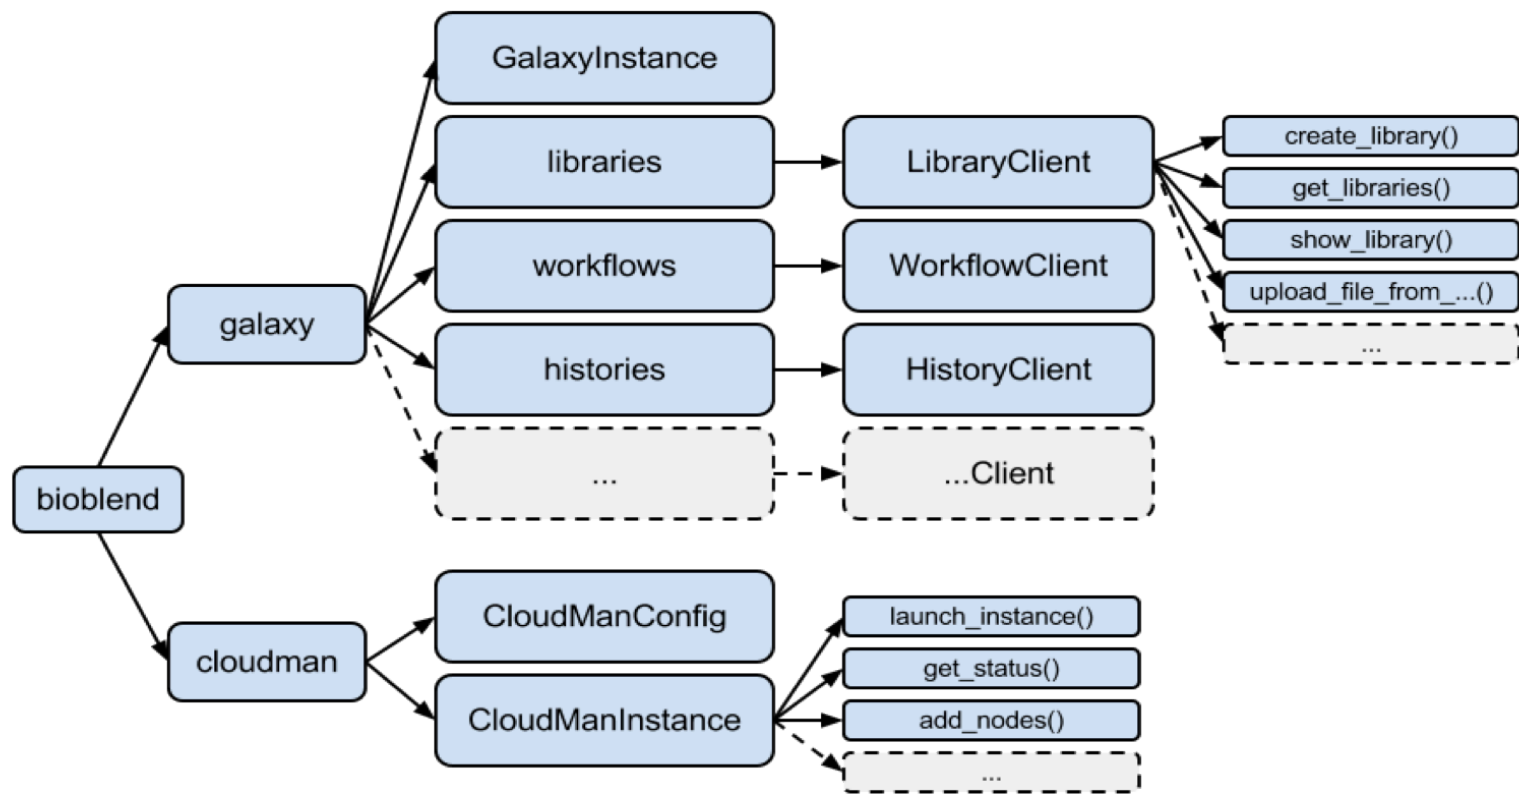 bioblend
galaxy
GalaxyInstance
libraries
LibraryClient
create_library()
get_libraries()
show_library()
upload_file_from_...()
...
workflows
WorkflowClient
histories
HistoryClient
...
...Client
cloudman
CloudManConfig
CloudManInstance
launch_instance()
get_status()
add_nodes()
...